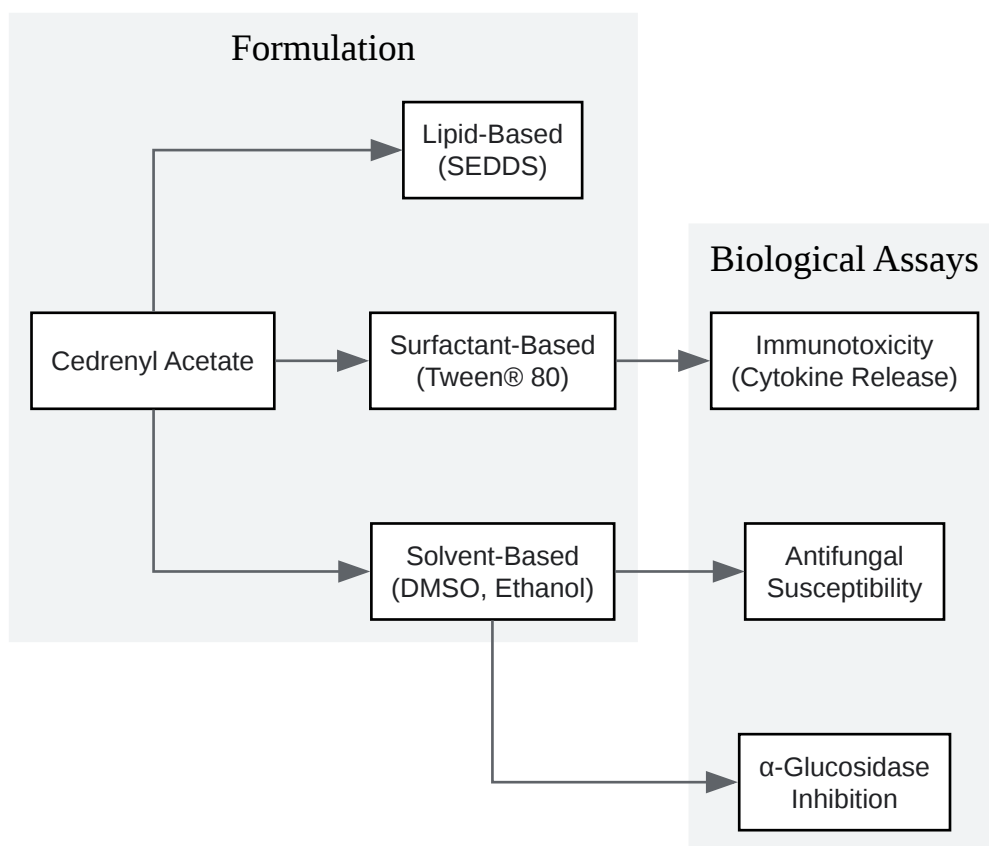 Formulation
Lipid-Based
(SEDDS)
Biological Assays
Cedrenyl Acetate
Surfactant-Based
(Tween® 80)
Immunotoxicity
(Cytokine Release)
Solvent-Based
(DMSO, Ethanol)
Antifungal
Susceptibility
α-Glucosidase
Inhibition